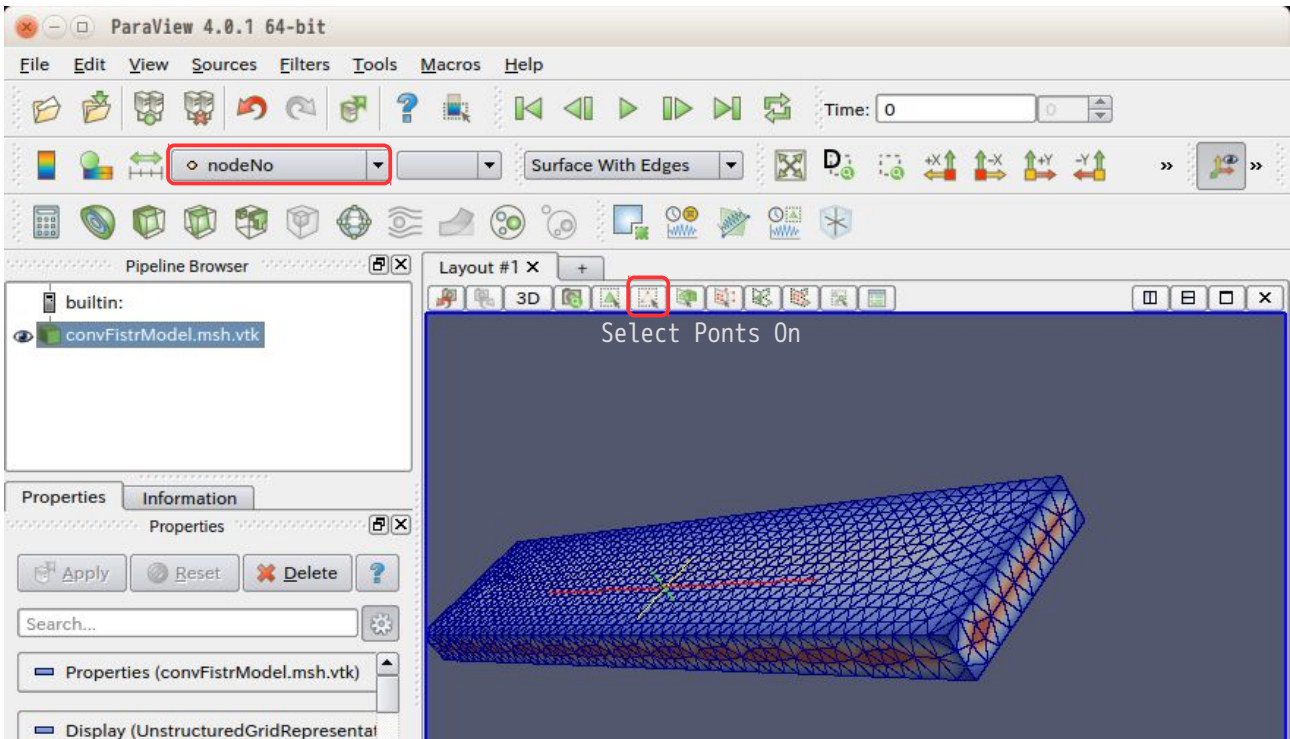 ParaView 4.0.1 64-bit
File Edit View Sources Filters Tools Macros Help
Time: 0 0
nodeNo Surface With Edges D +X -X +Y -Y » »
Pipeline Browser
Layout #1 +
builtin:
3D
convFistrModel.msh.vtk
Select Ponts On
Properties Information
Properties
Apply Reset Delete ?
Search...
Properties (convFistrModel.msh.vtk)
Display (UnstructuredGridRepresentat